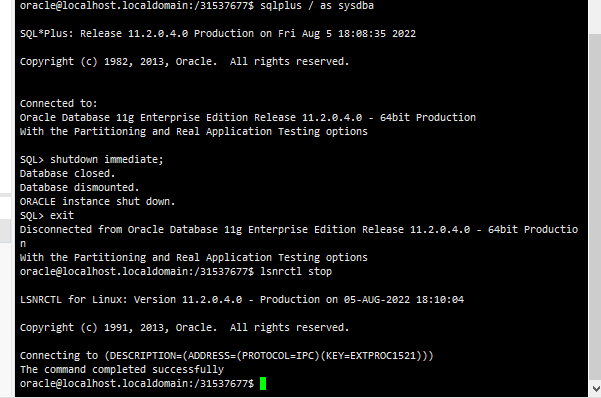 oracle@localhost.localdomain:/31537677$ sqlplus / as sysdba
SQL*Plus: Release 11.2.0.4.0 Production on Fri Aug 5 18:08:35 2022
Copyright (c) 1982, 2013, Oracle.  All rights reserved.
Connected to:
Oracle Database 11g Enterprise Edition Release 11.2.0.4.0 - 64bit Production
With the Partitioning and Real Application Testing options
SQL> shutdown immediate;
Database closed.
Database dismounted.
ORACLE instance shut down.
SQL> exit
Disconnected from Oracle Database 11g Enterprise Edition Release 11.2.0.4.0 - 64bit Productio
n
With the Partitioning and Real Application Testing options
oracle@localhost.localdomain:/31537677$ lsnrctl stop
LSNRCTL for Linux: Version 11.2.0.4.0 - Production on 05-AUG-2022 18:10:04
Copyright (c) 1991, 2013, Oracle.  All rights reserved.
Connecting to (DESCRIPTION=(ADDRESS=(PROTOCOL=IPC)(KEY=EXTPROC1521)))
The command completed successfully
oracle@localhost.localdomain:/31537677$